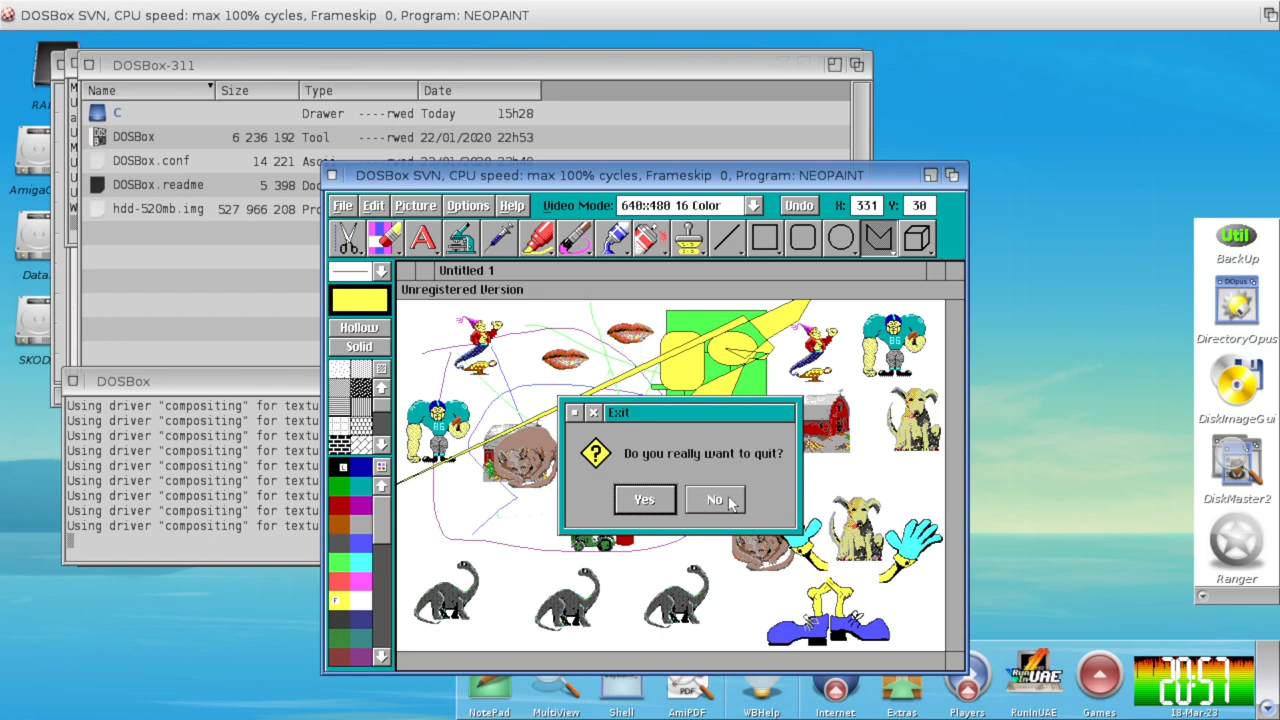 DOSBox SVN, CPU speed: max 100% cycles, Frameskip 0, Program: NEOPAINT
DOSBox-311
Name Size Type Date
C Drawer ----rwed Today 15h28
DOSBox 6 236 192 Tool ----rwed 22/01/2020 22h53
DOSBox.conf 14 221
DOSBox.readme 5 398
hdd-520mb.img 527 966 208
DOSBox SVN, CPU speed: max 100% cycles, Frameskip 0, Program: NEOPAINT
File Edit Picture Options Help Video Mode: 640x480 16 Color Undo X: 331 Y: 30
Untitled 1
Unregistered Version
Hollow
Solid
L
F
86
86
Exit
Do you really want to quit?
Yes No
DOSBox
Using driver "compositing" for textu
Using driver "compositing" for textu
Using driver "compositing" for textu
Using driver "compositing" for textu
Using driver "compositing" for textu
Using driver "compositing" for textu
Using driver "compositing" for textu
Using driver "compositing" for textu
Using driver "compositing" for textu
Data.
Util
BackUp
DOpus
DirectoryOpus
DiskImageGui
DiskMaster2
Ranger
NotePad MultiView Shell AmiPDF WBHelp Internet Extras Players RunInUAE Games
PDF
20:57
18-Mar-23